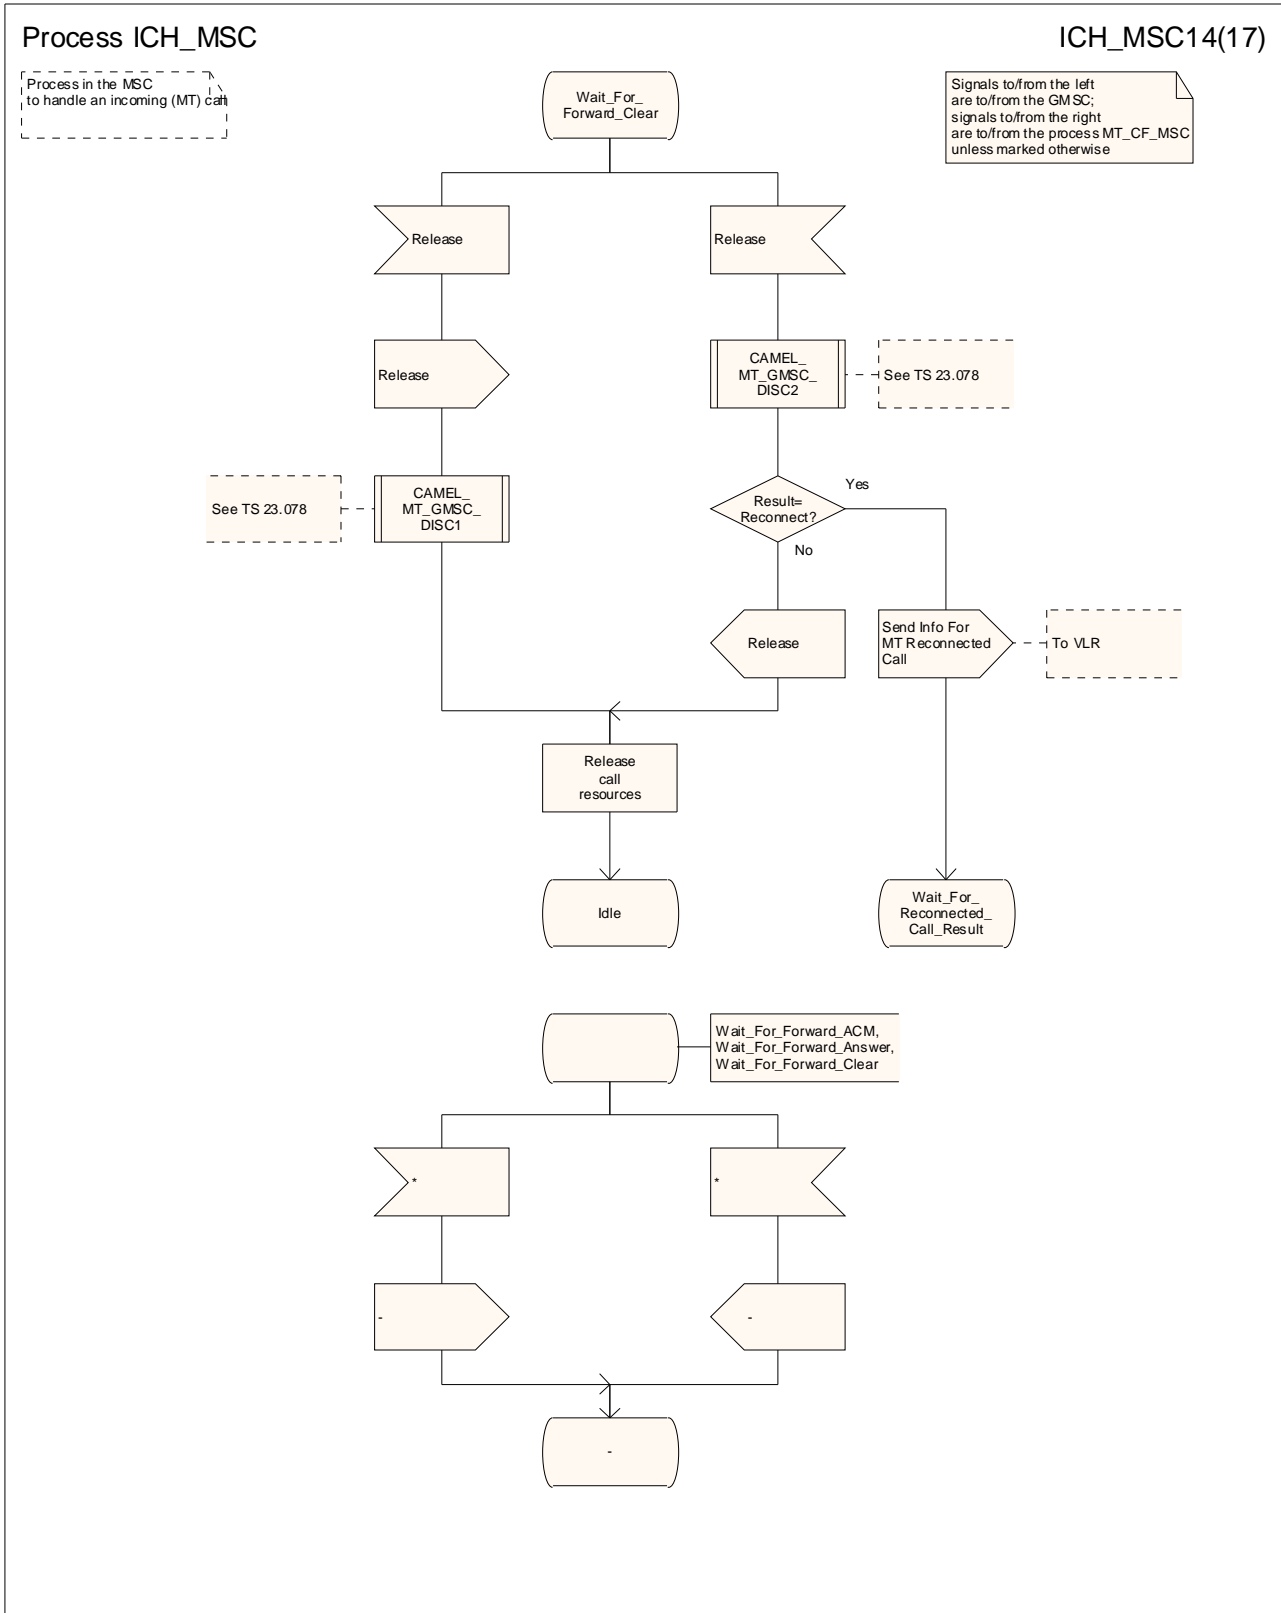 Process ICH_MSC
ICH_MSC14(17)
Process in the MSC
to handle an incoming (MT) call
Signals to/from the left
are to/from the GMSC;
signals to/from the right
are to/from the process MT_CF_MSC
unless marked otherwise
Wait_For_
Forward_Clear
Release
Release
Release
CAMEL_
MT_GMSC_
DISC2
See TS 23.078
See TS 23.078
CAMEL_
MT_GMSC_
DISC1
Result=
Reconnect?
Yes
No
Release
Send Info For
MT Reconnected
Call
To VLR
Release
call
resources
Idle
Wait_For_
Reconnected_
Call_Result
Wait_For_Forward_ACM,
Wait_For_Forward_Answer,
Wait_For_Forward_Clear
*
*
-
-
-